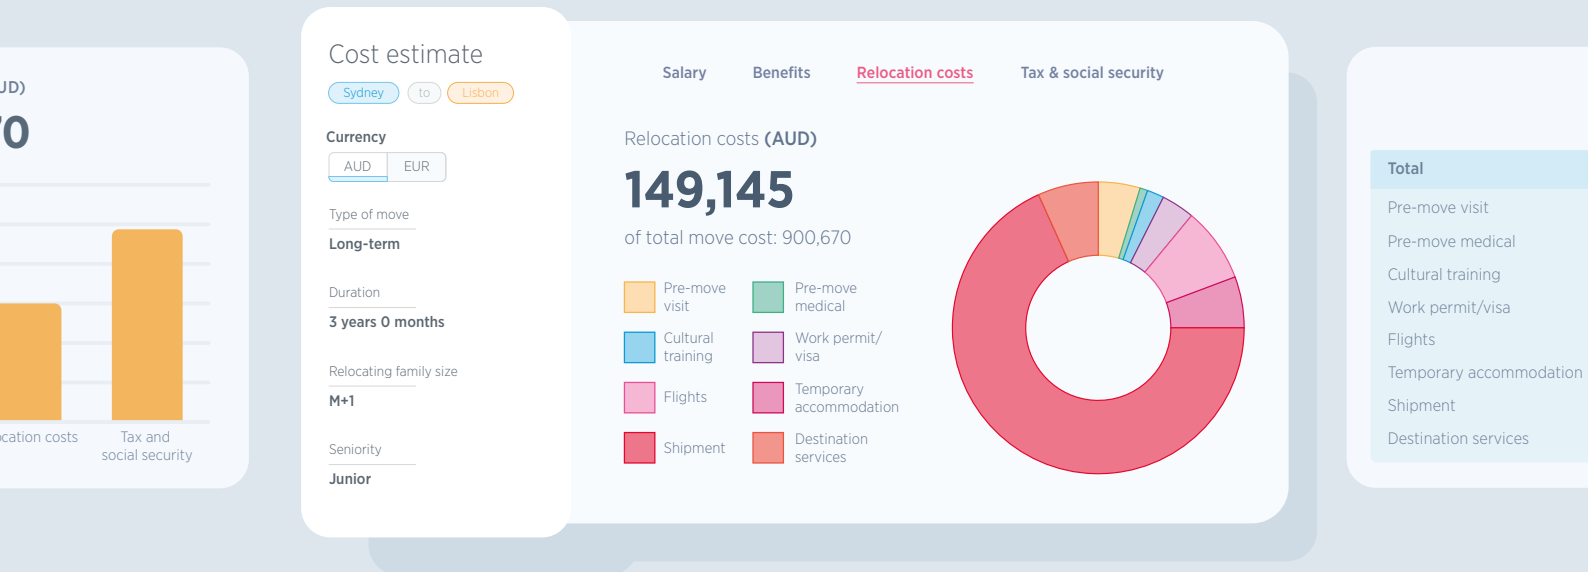 UD)
70
ocation costs
Tax and
social security
Cost estimate
Sydney to Lisbon
Currency
AUD EUR
Type of move
Long-term
Duration
3 years 0 months
Relocating family size
M+1
Seniority
Junior
Salary Benefits Relocation costs Tax & social security
Relocation costs (AUD)
149,145
of total move cost: 900,670
Pre-move
visit
Pre-move
medical
Cultural
training
Work permit/
visa
Flights
Temporary
accommodation
Shipment
Destination
services
Total
Pre-move visit
Pre-move medical
Cultural training
Work permit/visa
Flights
Temporary accommodation
Shipment
Destination services